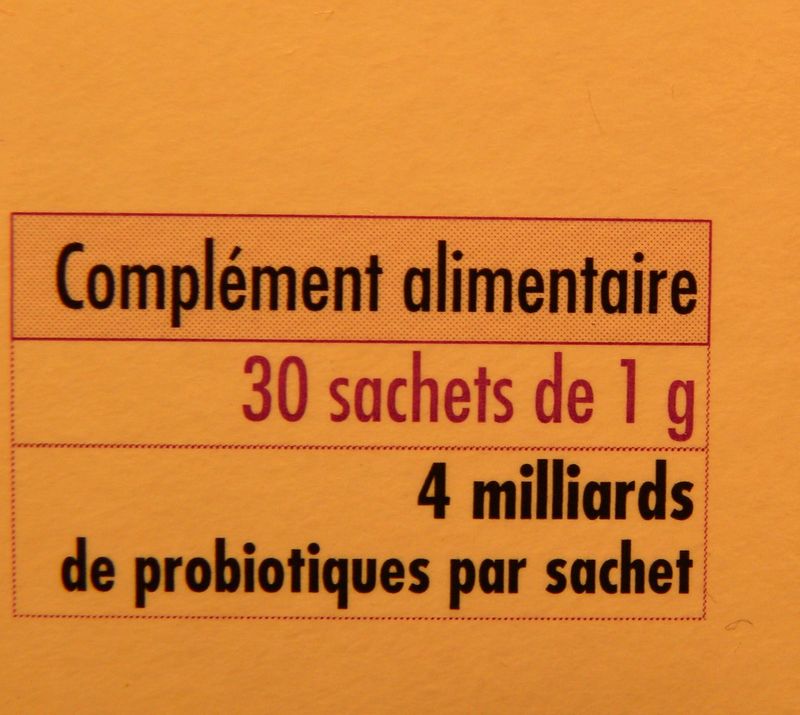 Complément alimentaire
30 sachets de 1 g
4 milliards
de probiotiques par sachet